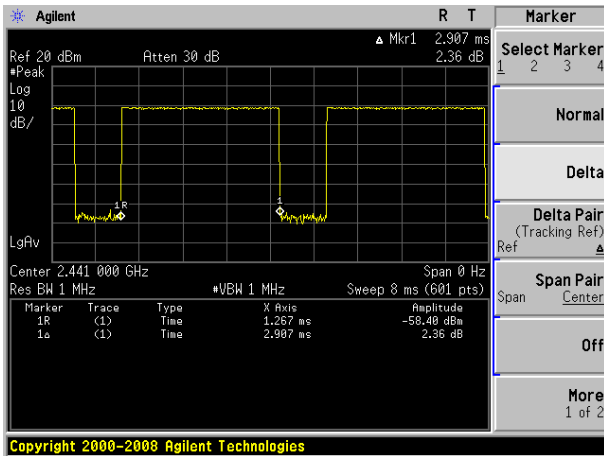 Agilent R T Marker
Δ Mkr1 2.907 ms
Ref 20 dBm Atten 30 dB 2.36 dB
#Peak
Log
10
dB/
1R
1
LgAv
Center 2.441 000 GHz Span 0 Hz
Res BW 1 MHz #VBW 1 MHz Sweep 8 ms (601 pts)
Marker Trace Type X Axis Amplitude
1R (1) Time 1.267 ms -58.40 dBm
1Δ (1) Time 2.907 ms 2.36 dB
Copyright 2000-2008 Agilent Technologies
Select Marker
1 2 3 4
Normal
Delta
Delta Pair
(Tracking Ref)
Ref Δ
Span Pair
Span Center
Off
More
1 of 2